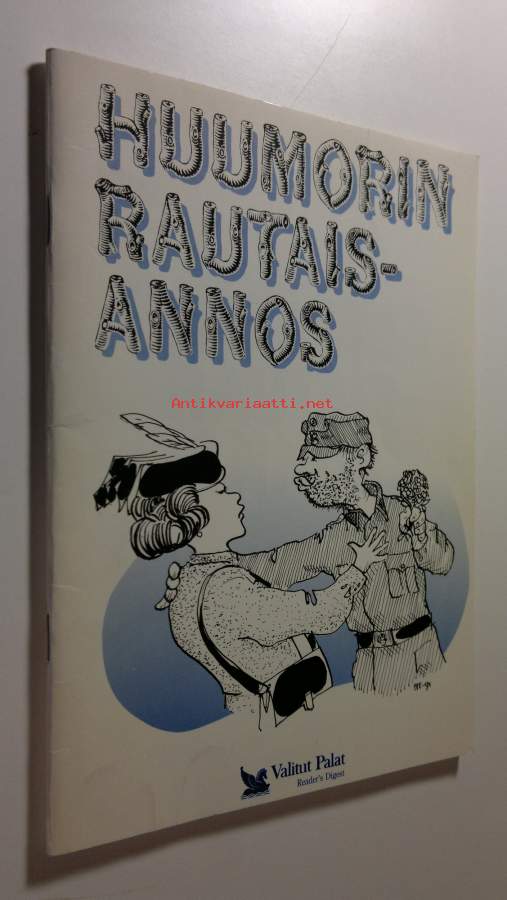 HUUMORIN
RAUTAIS-
ANNOS
Antikvariaatti.net
Valitut Palat
Reader's Digest